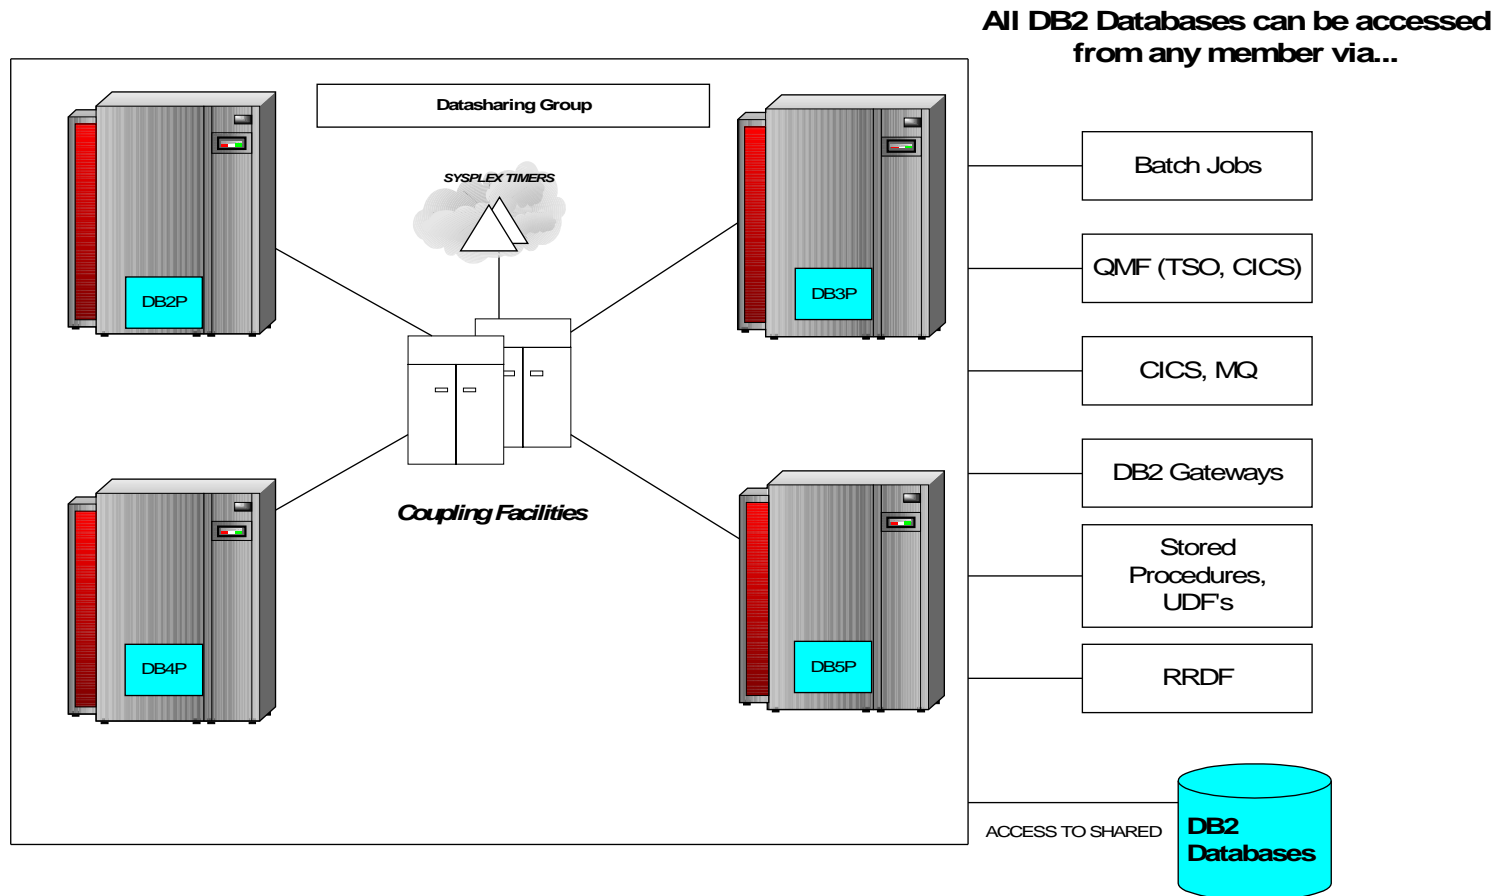 All DB2 Databases can be accessed
from any member via...
Datasharing Group
SYSPLEX TIMERS
DB2P
DB3P
Coupling Facilities
DB4P
DB5P
Batch Jobs
QMF (TSO, CICS)
CICS, MQ
DB2 Gateways
Stored
Procedures,
UDF's
RRDF
ACCESS TO SHARED
DB2
Databases